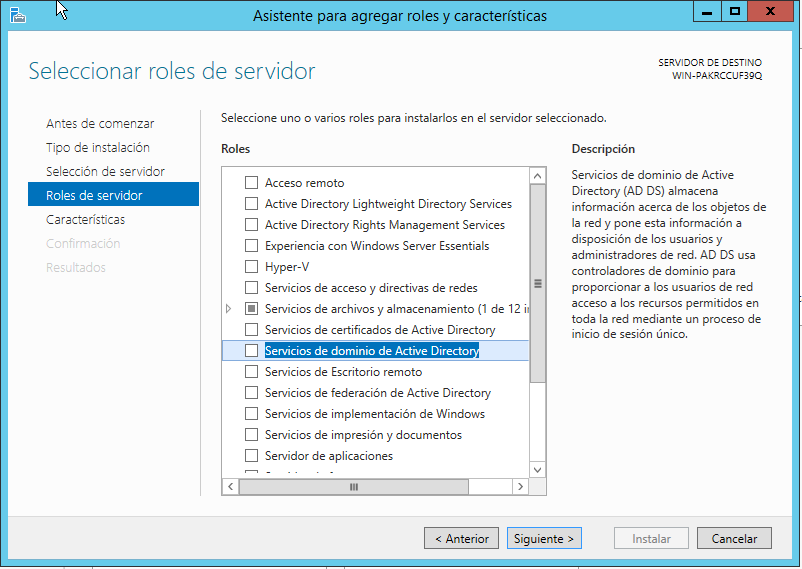 Asistente para agregar roles y características
Seleccionar roles de servidor
SERVIDOR DE DESTINO
WIN-PAKRCCUF39Q
Antes de comenzar
Tipo de instalación
Selección de servidor
Roles de servidor
Características
Confirmación
Resultados
Seleccione uno o varios roles para instalarlos en el servidor seleccionado.
Roles
Acceso remoto
Active Directory Lightweight Directory Services
Active Directory Rights Management Services
Experiencia con Windows Server Essentials
Hyper-V
Servicios de acceso y directivas de redes
Servicios de archivos y almacenamiento (1 de 12 i
Servicios de certificados de Active Directory
Servicios de dominio de Active Directory
Servicios de Escritorio remoto
Servicios de federación de Active Directory
Servicios de implementación de Windows
Servicios de impresión y documentos
Servidor de aplicaciones
Descripción
Servicios de dominio de Active
Directory (AD DS) almacena
información acerca de los objetos de
la red y pone esta información a
disposición de los usuarios y
administradores de red. AD DS usa
controladores de dominio para
proporcionar a los usuarios de red
acceso a los recursos permitidos en
toda la red mediante un proceso de
inicio de sesión único.
< Anterior
Siguiente >
Instalar
Cancelar